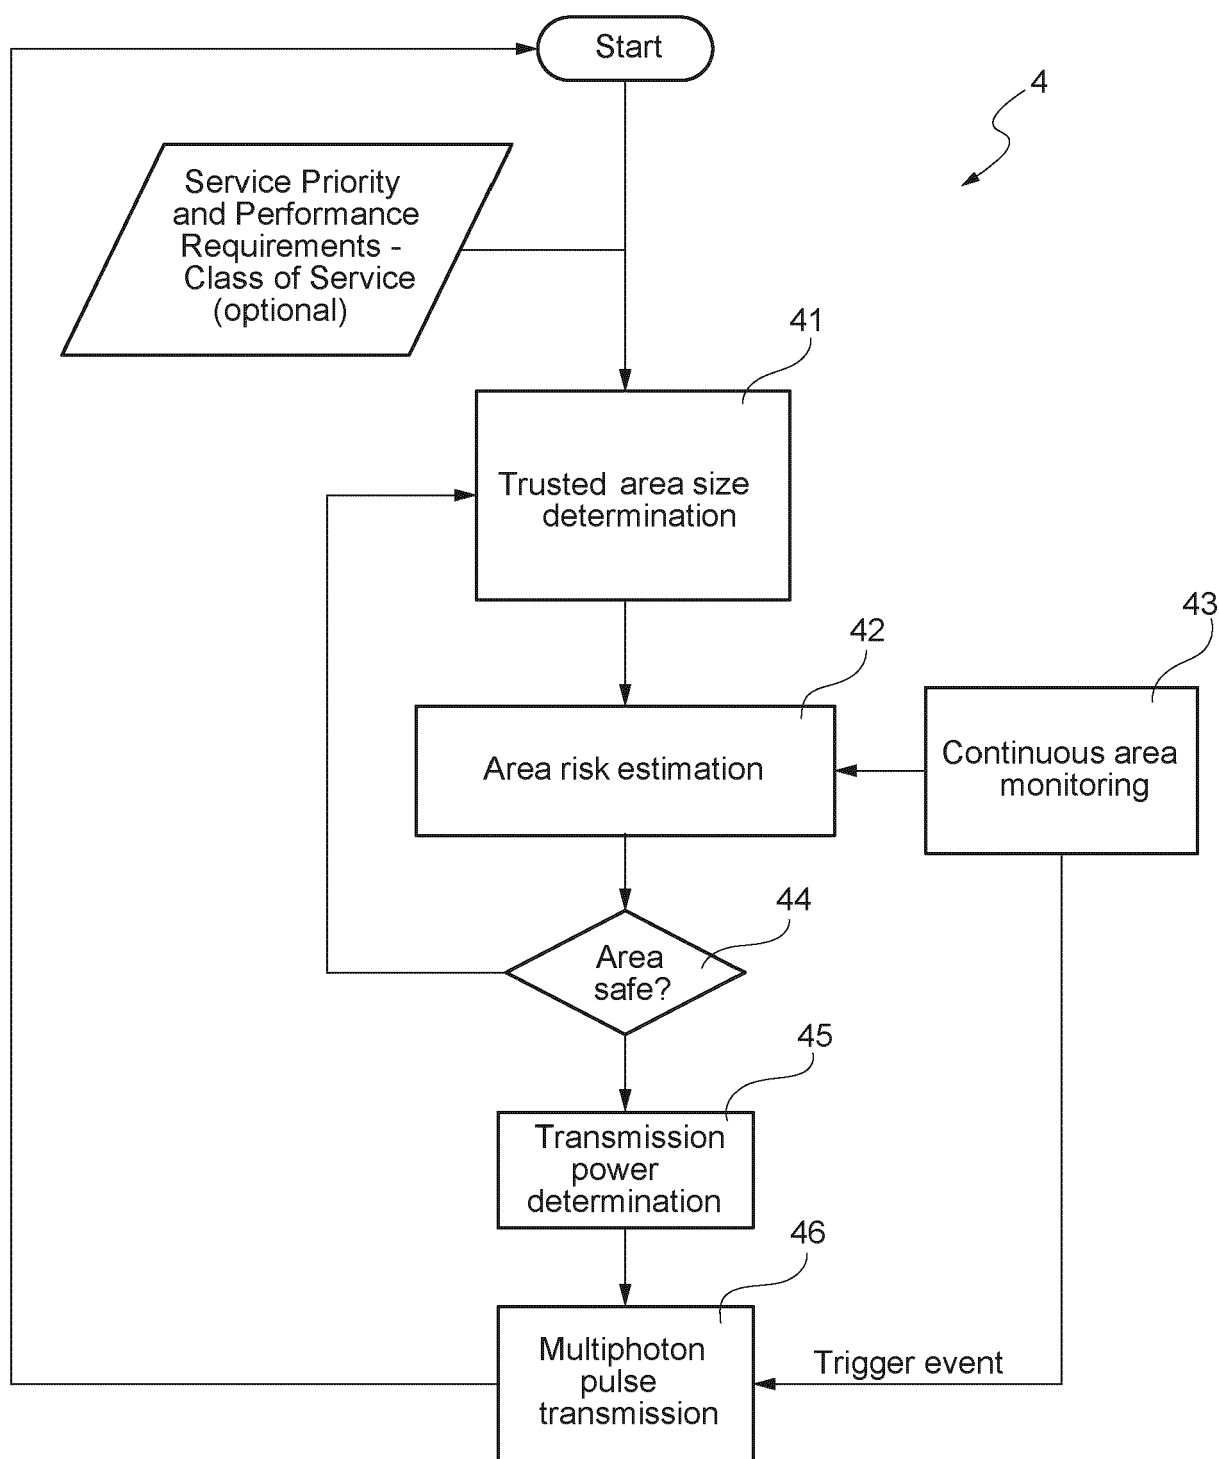 Start
4
Service Priority
and Performance
Requirements -
Class of Service
(optional)
41
Trusted area size
determination
42
Area risk estimation
43
Continuous area
monitoring
44
Area
safe?
45
Transmission
power
determination
46
Multiphoton
pulse
transmission
Trigger event